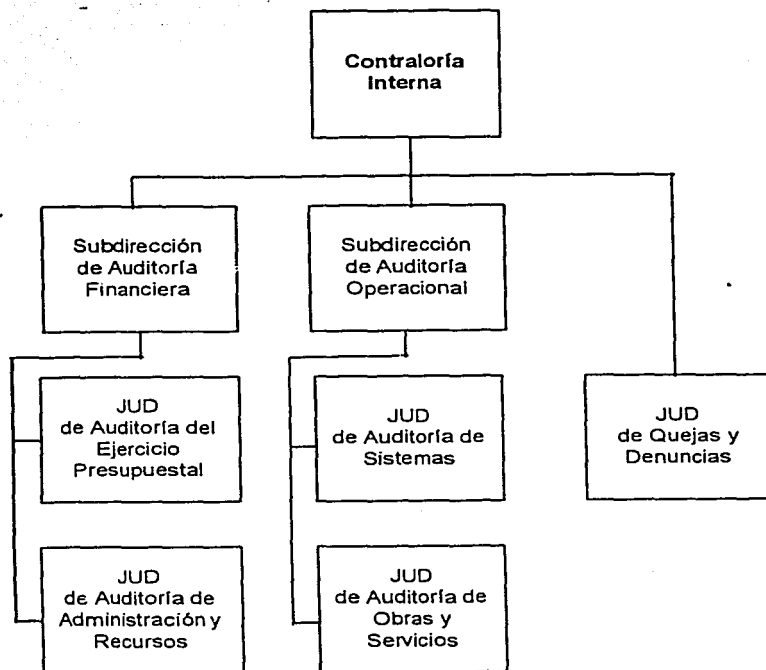 Contraloría
Interna
Subdirección
de Auditoría
Financiera
Subdirección
de Auditoría
Operacional
JUD
de Auditoría del
Ejercicio
Presupuestal
JUD
de Auditoría de
Sistemas
JUD
de Quejas y
Denuncias
JUD
de Auditoría de
Administración y
Recursos
JUD
de Auditoría de
Obras y
Servicios